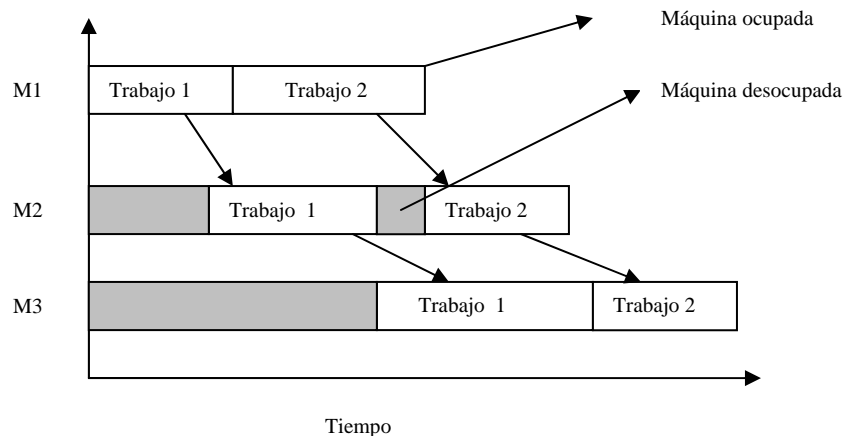 Máquina ocupada
M1
Trabajo 1
Trabajo 2
Máquina desocupada
M2
Trabajo 1
Trabajo 2
M3
Trabajo 1
Trabajo 2
Tiempo